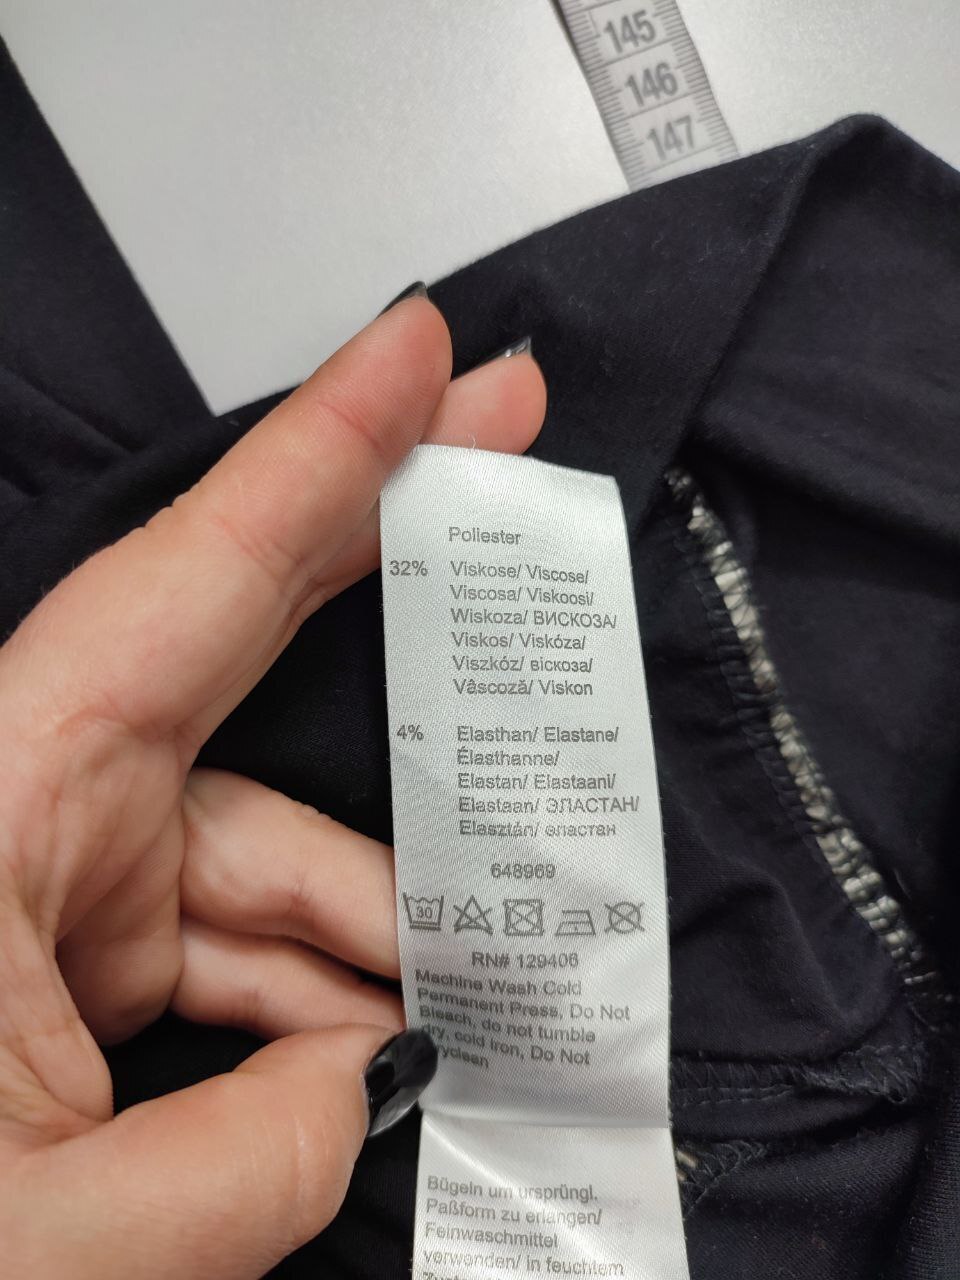 145
146
147
Poliester
32% Viskose/ Viscose/
Viscosa/ Viskoosi/
Wiskoza/ ВИСКОЗА/
Viskos/ Viskóza/
Viszkóz/ віскоза/
Vâscoză/ Viskon
4% Elasthan/ Elastane/
Élasthanne/
Elastan/ Elastaani/
Elastaan/ ЭЛАСТАН/
Elasztán/ еластан
648969
30
RN# 129406
Machine Wash Cold
Permanent Press, Do Not
Bleach, do not tumble
dry, cold iron, Do Not
Bügeln um ursprüngl.
Paßform zu erlangen/
Feinwaschmittel
verwenden/ in feuchtem